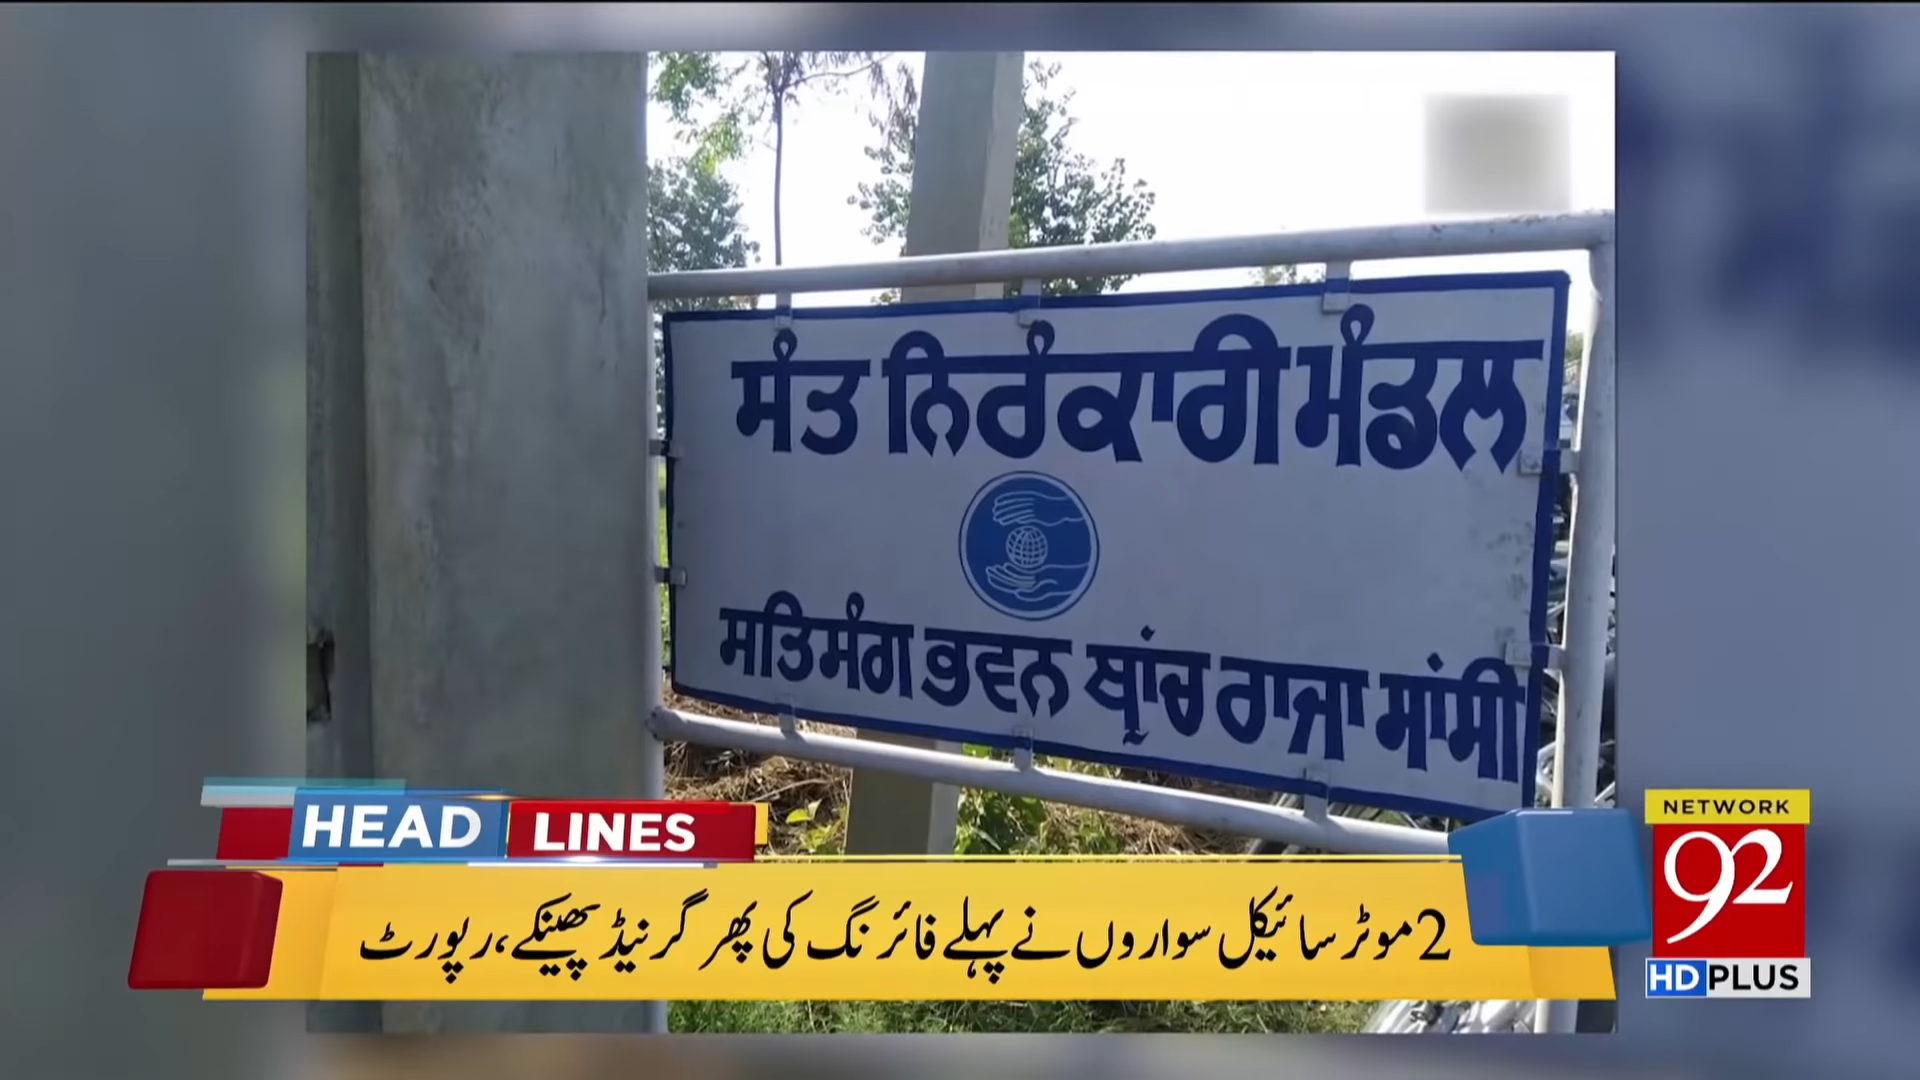 ਸੰਤ ਨਿਰੰਕਾਰੀ ਮੰਡਲ
ਸਤਿਸੰਗ ਭਵਨ ਬ੍ਰਾਂਚ ਰਾਜਾ ਸਾਂਸੀ
HEAD LINES
2 موٹر سائیکل سواروں نے پہلے فائرنگ کی پھر گرنیڈ پھینکے، رپورٹ
NETWORK
92
HD PLUS